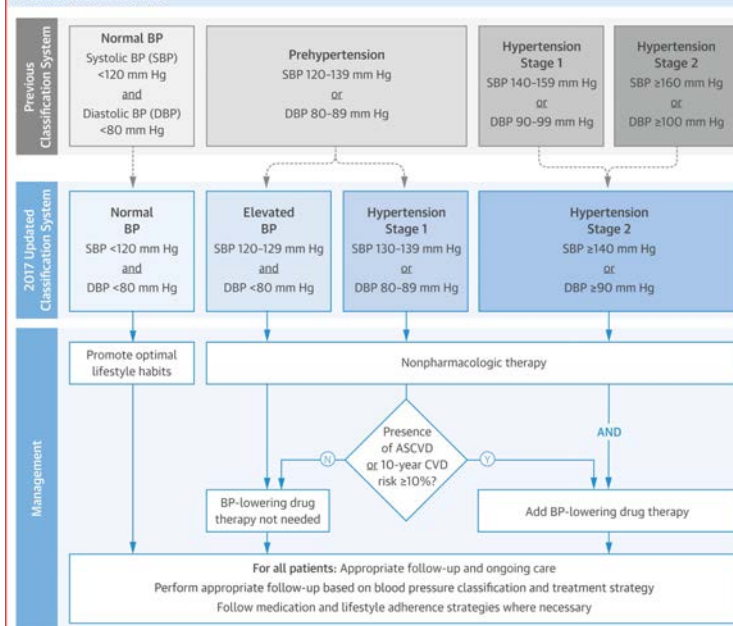 Previous
Classification System
Normal BP
Systolic BP (SBP)
<120 mm Hg
and
Diastolic BP (DBP)
<80 mm Hg
Prehypertension
SBP 120-139 mm Hg
or
DBP 80-89 mm Hg
Hypertension
Stage 1
SBP 140-159 mm Hg
or
DBP 90-99 mm Hg
Hypertension
Stage 2
SBP ≥160 mm Hg
or
DBP ≥100 mm Hg
2017 Updated
Classification System
Normal
BP
SBP <120 mm Hg
and
DBP <80 mm Hg
Elevated
BP
SBP 120-129 mm Hg
and
DBP <80 mm Hg
Hypertension
Stage 1
SBP 130-139 mm Hg
or
DBP 80-89 mm Hg
Hypertension
Stage 2
SBP ≥140 mm Hg
or
DBP ≥90 mm Hg
Management
Promote optimal
lifestyle habits
Nonpharmacologic therapy
Presence
of ASCVD
or 10-year CVD
risk ≥10%?
N
Y
AND
BP-lowering drug
therapy not needed
Add BP-lowering drug therapy
For all patients: Appropriate follow-up and ongoing care
Perform appropriate follow-up based on blood pressure classification and treatment strategy
Follow medication and lifestyle adherence strategies where necessary